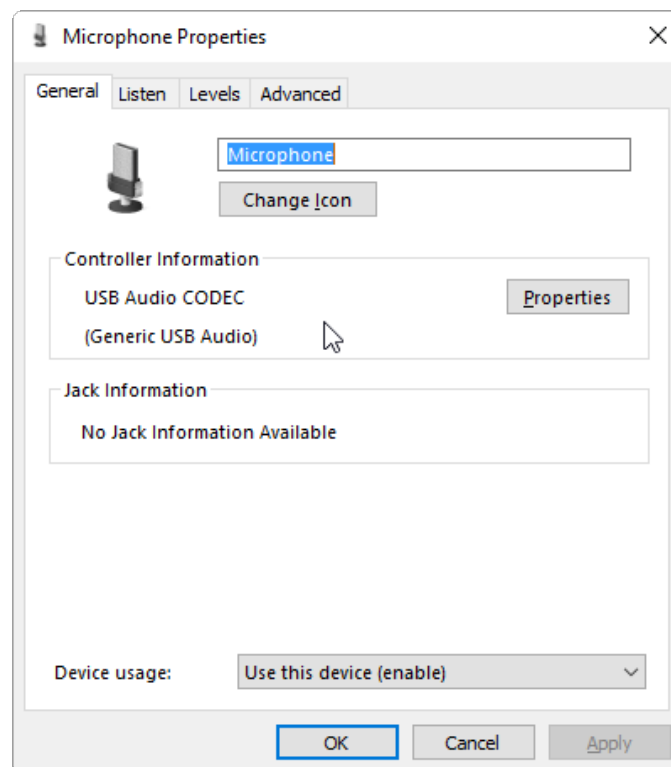 Microphone Properties
General Listen Levels Advanced
Microphone
Change Icon
Controller Information
USB Audio CODEC
Properties
(Generic USB Audio)
Jack Information
No Jack Information Available
Device usage: Use this device (enable)
OK Cancel Apply